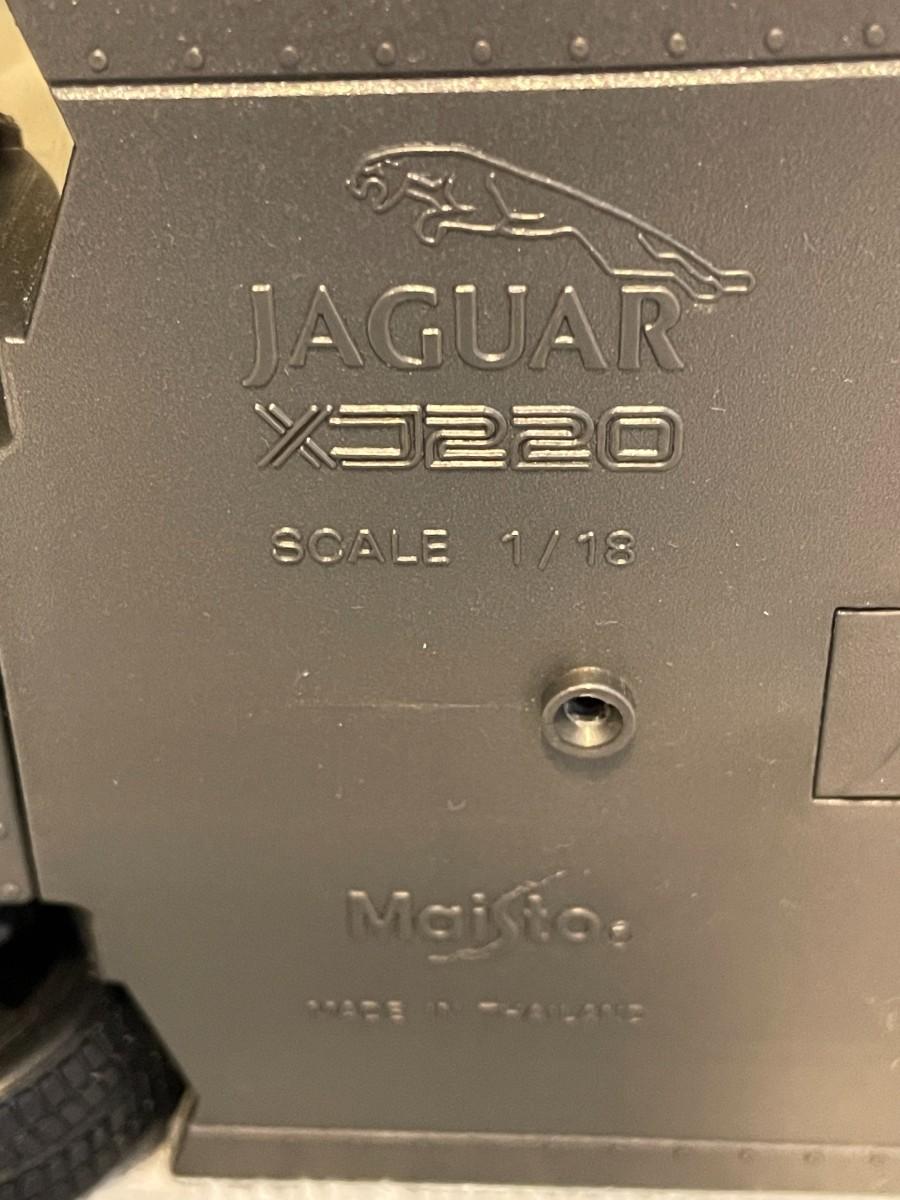 JAGUAR
XJ220
SCALE 1/18
Maisto®
MADE IN THAILAND